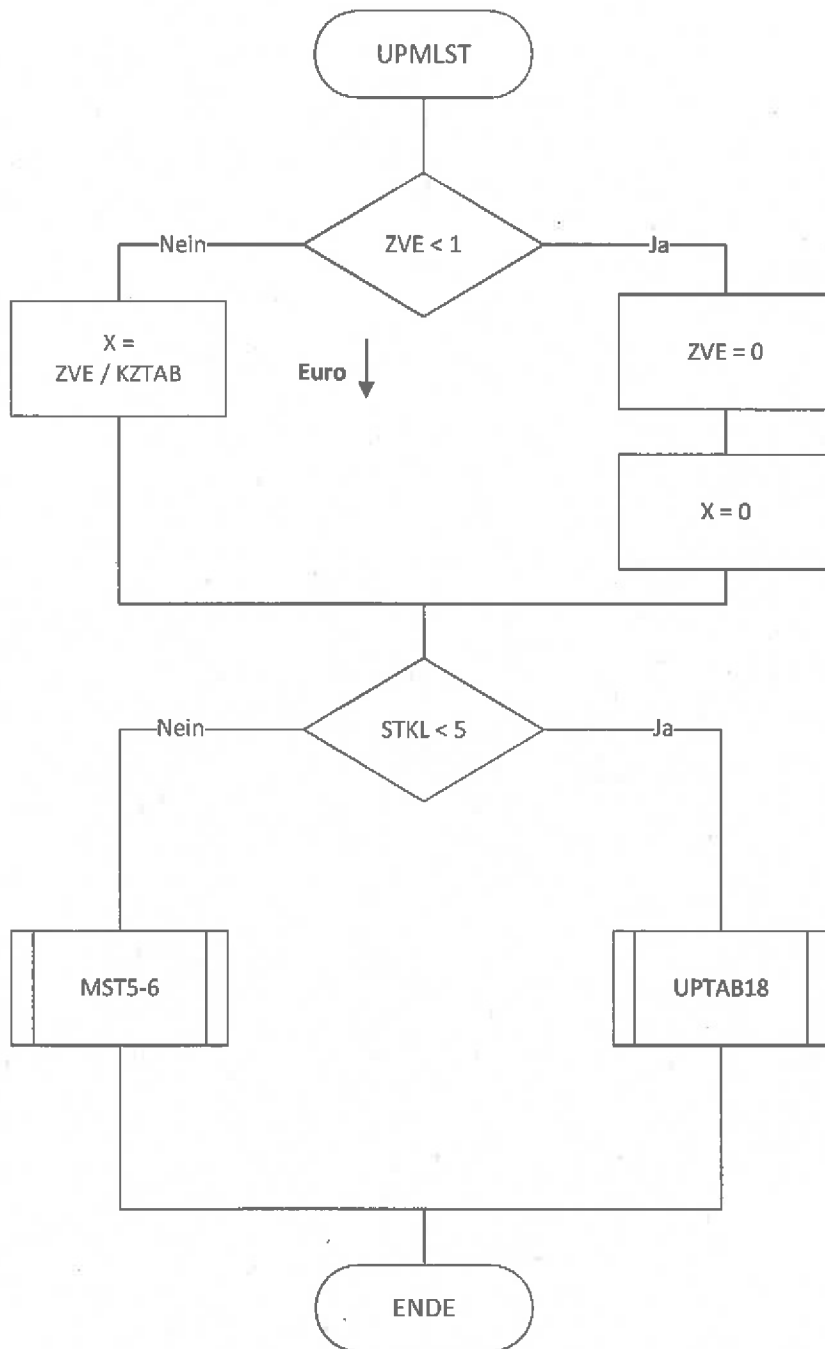 UPMLST
ZVE < 1
Nein
Ja
X =
ZVE / KZTAB
Euro
ZVE = 0
X = 0
STKL < 5
Nein
Ja
MST5-6
UPTAB18
ENDE